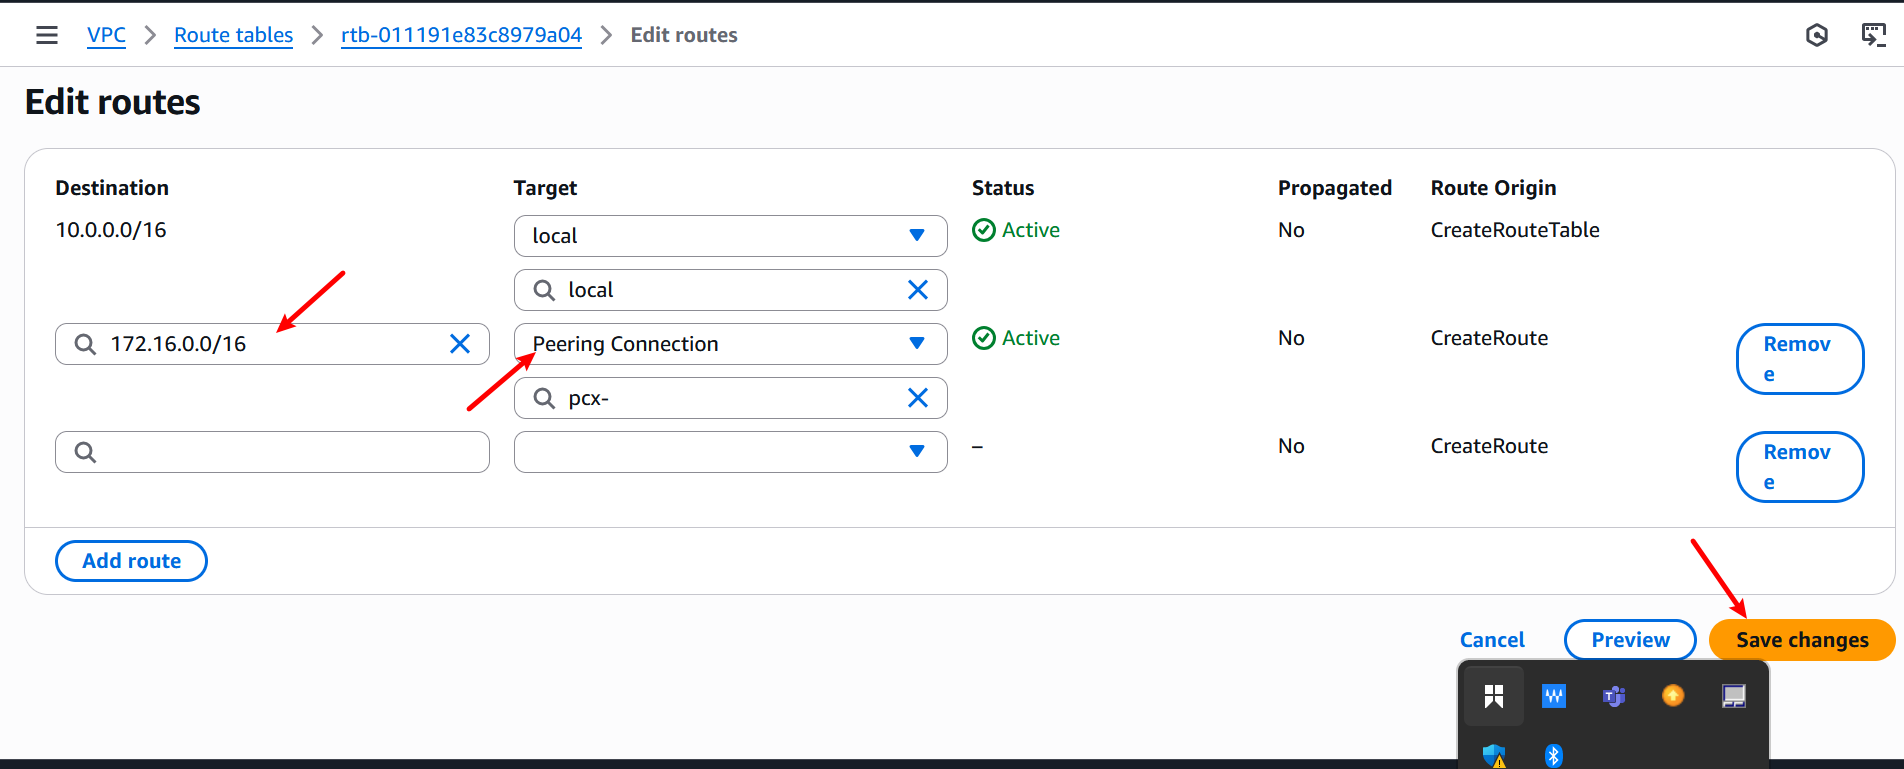 VPC > Route tables > rtb-011191e83c8979a04 > Edit routes
Edit routes
Destination Target Status Propagated Route Origin
10.0.0.0/16 local Active No CreateRouteTable
local
172.16.0.0/16 Peering Connection Active No CreateRoute Remov
e
pcx-
– No CreateRoute Remov
e
Add route
Cancel Preview Save changes